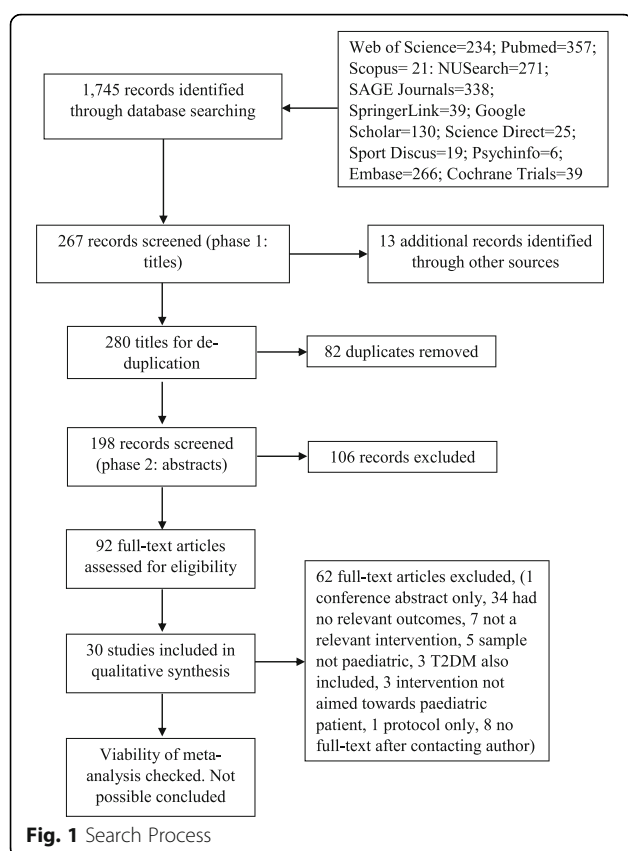 Web of Science=234; Pubmed=357;
Scopus= 21: NUSearch=271;
SAGE Journals=338;
SpringerLink=39; Google
Scholar=130; Science Direct=25;
Sport Discus=19; Psychinfo=6;
Embase=266; Cochrane Trials=39
1,745 records identified
through database searching
267 records screened (phase 1:
titles)
13 additional records identified
through other sources
280 titles for de-
duplication
82 duplicates removed
198 records screened
(phase 2: abstracts)
106 records excluded
92 full-text articles
assessed for eligibility
62 full-text articles excluded, (1
conference abstract only, 34 had
no relevant outcomes, 7 not a
relevant intervention, 5 sample
not paediatric, 3 T2DM also
included, 3 intervention not
aimed towards paediatric
patient, 1 protocol only, 8 no
full-text after contacting author)
30 studies included in
qualitative synthesis
Viability of meta-
analysis checked. Not
possible concluded
Fig. 1 Search Process